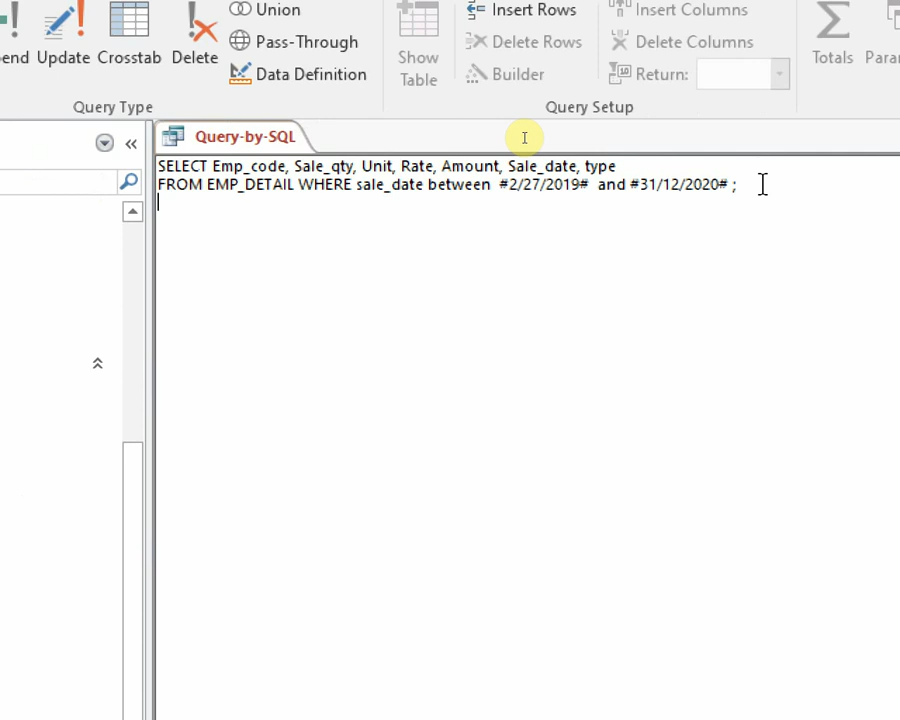 Union
Insert Rows
Insert Columns
end Update Crosstab Delete
Pass-Through
Show Table
Delete Rows
Delete Columns
Totals
Data Definition
Builder
Return:
Query Type
Query Setup
Query-by-SQL
SELECT Emp_code, Sale_qty, Unit, Rate, Amount, Sale_date, type
FROM EMP_DETAIL WHERE sale_date between  #2/27/2019#  and #31/12/2020# ;